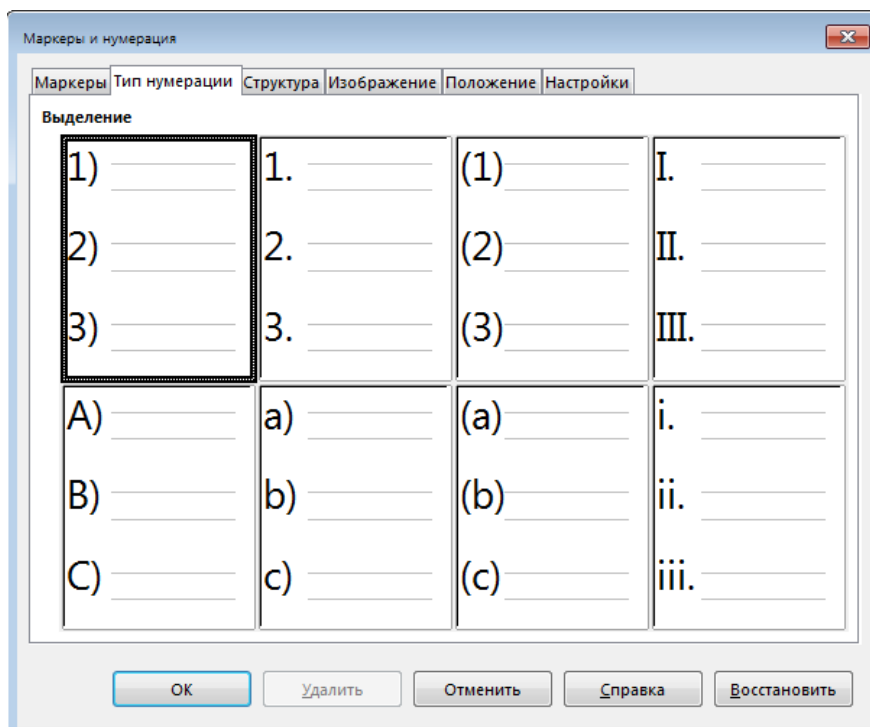 Маркеры и нумерация
Маркеры Тип нумерации Структура Изображение Положение Настройки
Выделение
1) 1. (1) I.
2) 2. (2) II.
3) 3. (3) III.
A) a) (a) i.
B) b) (b) ii.
C) c) (c) iii.
OK Удалить Отменить Справка Восстановить